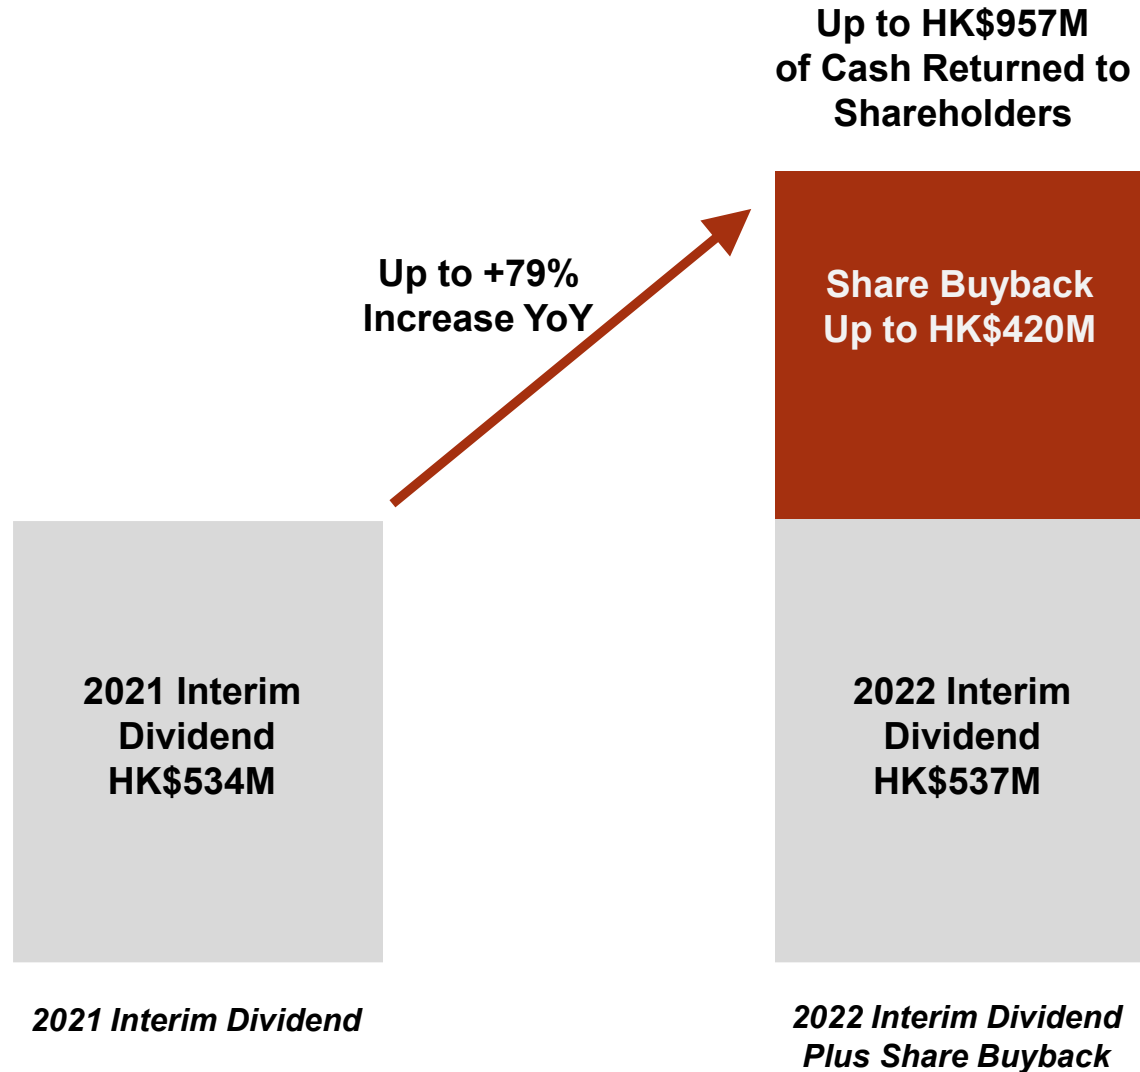 Up to HK$957M
of Cash Returned to
Shareholders
Up to +79%
Increase YoY
Share Buyback
Up to HK$420M
2021 Interim
Dividend
HK$534M
2022 Interim
Dividend
HK$537M
2021 Interim Dividend
2022 Interim Dividend
Plus Share Buyback